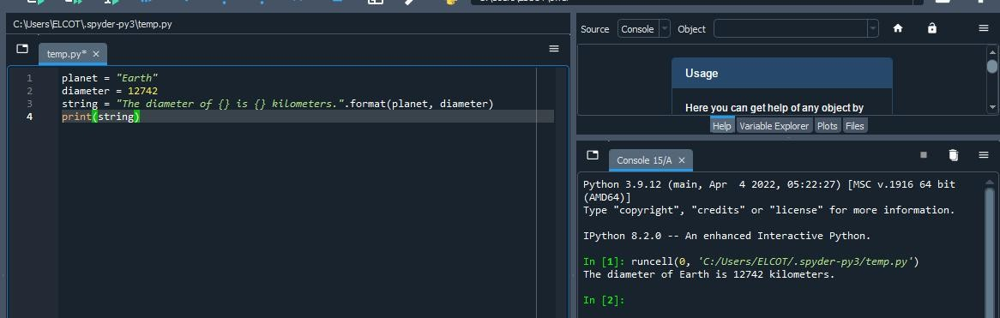 C:\Users\ELCOT\.spyder-py3\temp.py
temp.py*
1 planet = "Earth"
2 diameter = 12742
3 string = "The diameter of {} is {} kilometers.".format(planet, diameter)
4 print(string)
Source Console Object
Usage
Here you can get help of any object by
Help Variable Explorer Plots Files
Console 15/A
Python 3.9.12 (main, Apr  4 2022, 05:22:27) [MSC v.1916 64 bit
(AMD64)]
Type "copyright", "credits" or "license" for more information.
IPython 8.2.0 -- An enhanced Interactive Python.
In [1]: runcell(0, 'C:/Users/ELCOT/.spyder-py3/temp.py')
The diameter of Earth is 12742 kilometers.
In [2]: